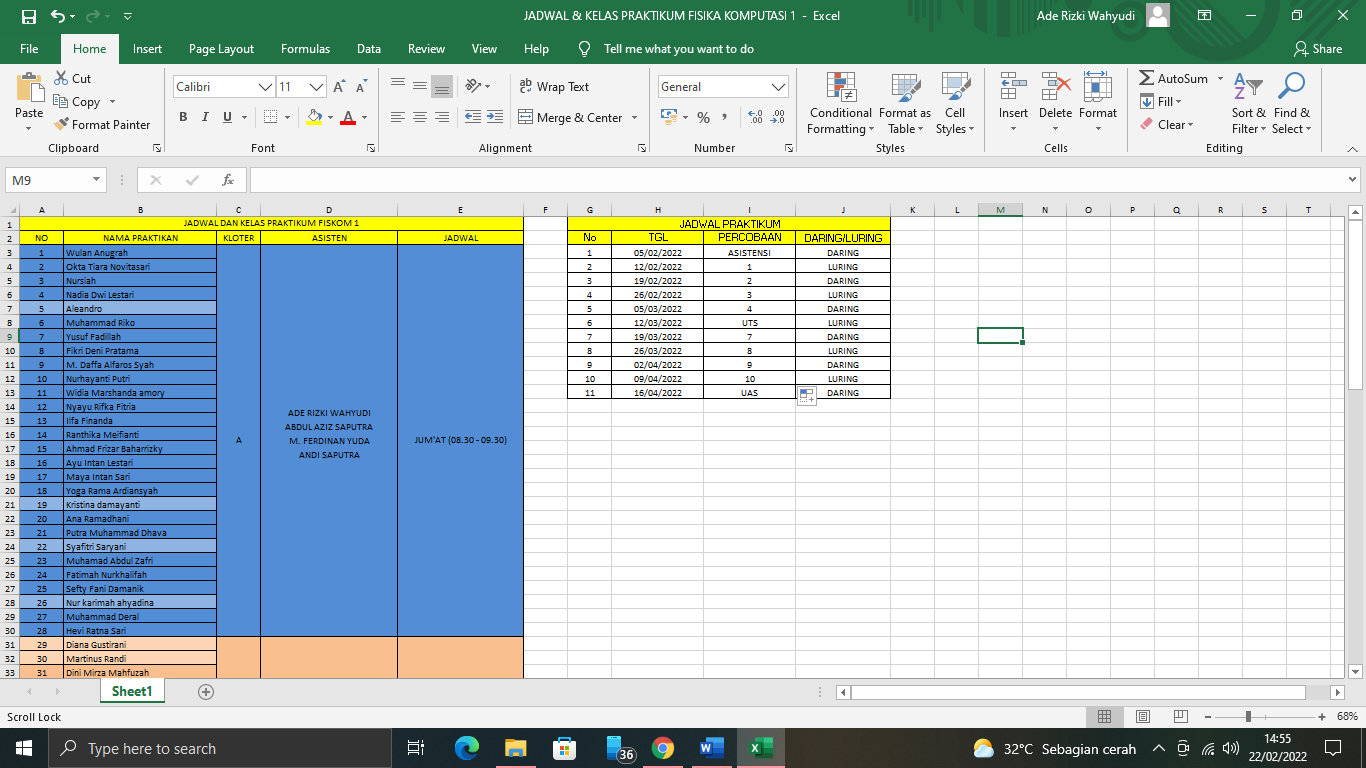 JADWAL & KELAS PRAKTIKUM FISIKA KOMPUTASI 1 - Excel
Ade Rizki Wahyudi
File Home Insert Page Layout Formulas Data Review View Help Tell me what you want to do Share
Paste
Cut
Copy
Format Painter
Clipboard
Calibri 11
B I U
Font
Wrap Text
Merge & Center
Alignment
General
Number
Conditional Formatting
Format as Table
Cell Styles
Styles
Insert Delete Format
Cells
AutoSum
Fill
Clear
Sort & Filter
Find & Select
Editing
M9
fx
A B C D E F G H I J K L M N O P Q R S T
1 JADWAL DAN KELAS PRAKTIKUM FISKOM 1 JADWAL PRAKTIKUM
2 NO NAMA PRAKTIKAN KLOTER ASISTEN JADWAL No TGL PERCOBAAN DARING/LURING
3 1 Wulan Anugrah 1 05/02/2022 ASISTENSI DARING
4 2 Okta Tiara Novitasari 2 12/02/2022 1 LURING
5 3 Nursiah 3 19/02/2022 2 DARING
6 4 Nadia Dwi Lestari 4 26/02/2022 3 LURING
7 5 Aleandro 5 05/03/2022 4 DARING
8 6 Muhammad Riko 6 12/03/2022 UTS LURING
9 7 Yusuf Fadillah 7 19/03/2022 7 DARING
10 8 Fikri Deni Pratama 8 26/03/2022 8 LURING
11 9 M. Daffa Alfaros Syah 9 02/04/2022 9 DARING
12 10 Nurhayanti Putri 10 09/04/2022 10 LURING
13 11 Widia Marshanda amory 11 16/04/2022 UAS DARING
14 12 Nyayu Rifka Fitria ADE RIZKI WAHYUDI
15 13 Ilfa Finanda ABDUL AZIZ SAPUTRA
16 14 Ranthika Meifianti A M. FERDINAN YUDA JUM'AT (08.30 - 09.30)
17 15 Ahmad Frizar Baharrizky ANDI SAPUTRA
18 16 Ayu Intan Lestari
19 17 Maya Intan Sari
20 18 Yoga Rama Ardiansyah
21 19 Kristina damayanti
22 20 Ana Ramadhani
23 21 Putra Muhammad Dhava
24 22 Syafitri Saryani
25 23 Muhamad Abdul Zafri
26 24 Fatimah Nurkhalifah
27 25 Sefty Fani Damanik
28 26 Nur karimah ahyadina
29 27 Muhammad Deral
30 28 Hevi Ratna Sari
31 29 Diana Gustirani
32 30 Martinus Randi
33 31 Dini Mirza Mahfuzah
Sheet1
Scroll Lock
68%
Type here to search
36
32°C Sebagian cerah
14:55
22/02/2022